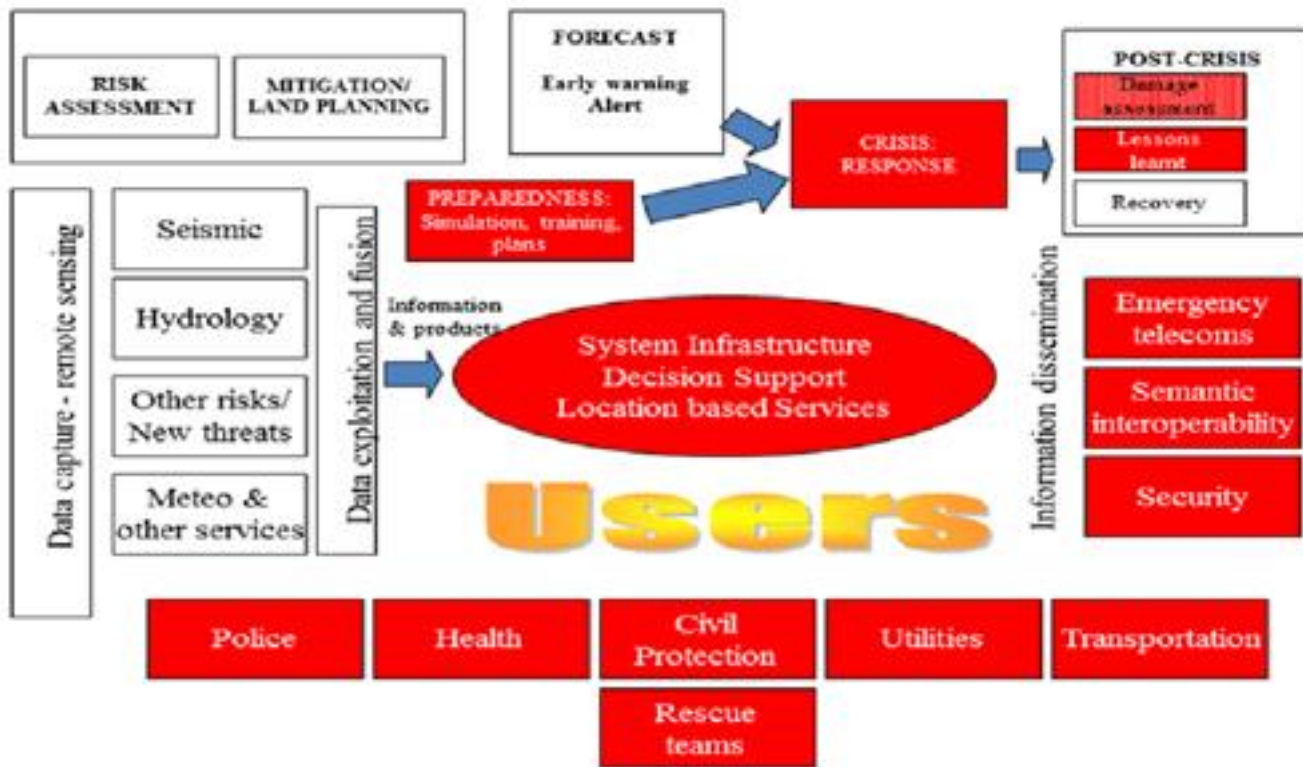 RISK
ASSESSMENT
MITIGATION/
LAND PLANNING
FORECAST
Early warning
Alert
CRISIS:
RESPONSE
POST-CRISIS
Damage
assessment
Lessons
learnt
Recovery
PREPAREDNESS:
Simulation, training,
plans
Data capture - remote sensing
Seismic
Hydrology
Other risks/
New threats
Meteo &
other services
Data exploitation and fusion
Information
& products
System Infrastructure
Decision Support
Location based Services
Users
Information dissemination
Emergency
telecoms
Semantic
interoperability
Security
Police
Health
Civil
Protection
Utilities
Transportation
Rescue
teams